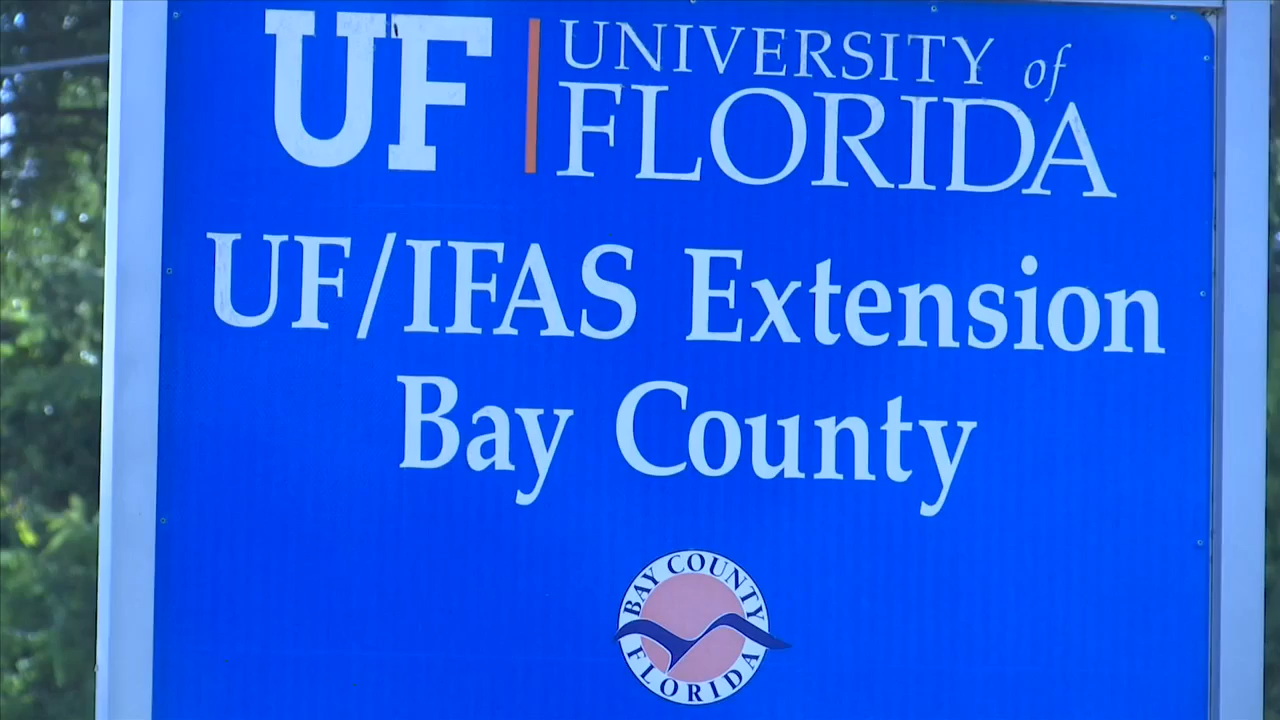 UF UNIVERSITY of
FLORIDA
UF/IFAS Extension
Bay County
BAY COUNTY
FLORIDA